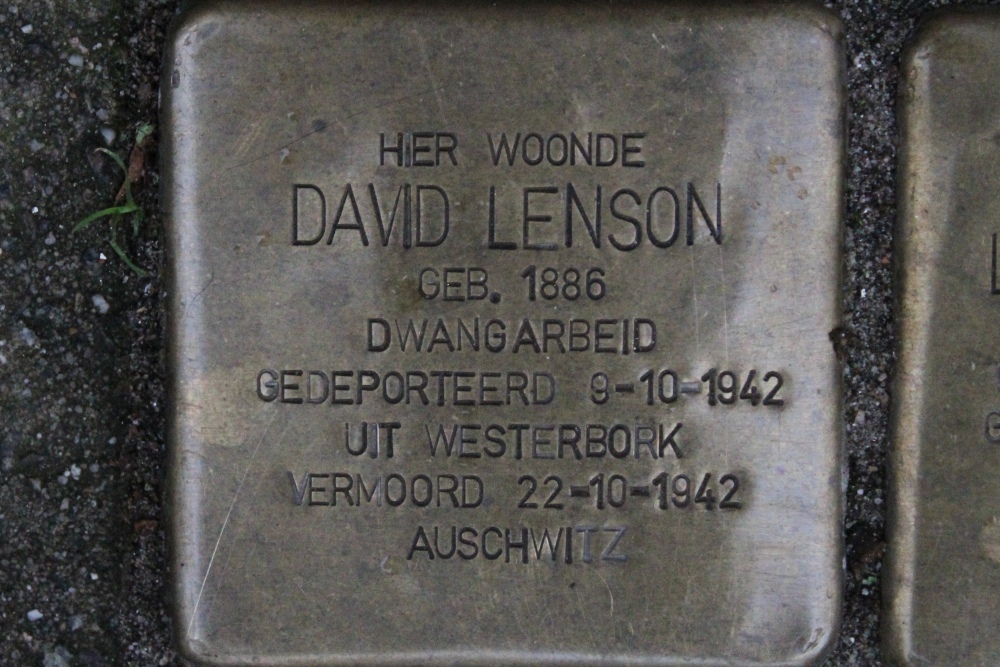 HIER WOONDE
DAVID LENSON
GEB. 1886
DWANGARBEID
GEDEPORTEERD 9-10-1942
UIT WESTERBORK
VERMOORD 22-10-1942
AUSCHWITZ